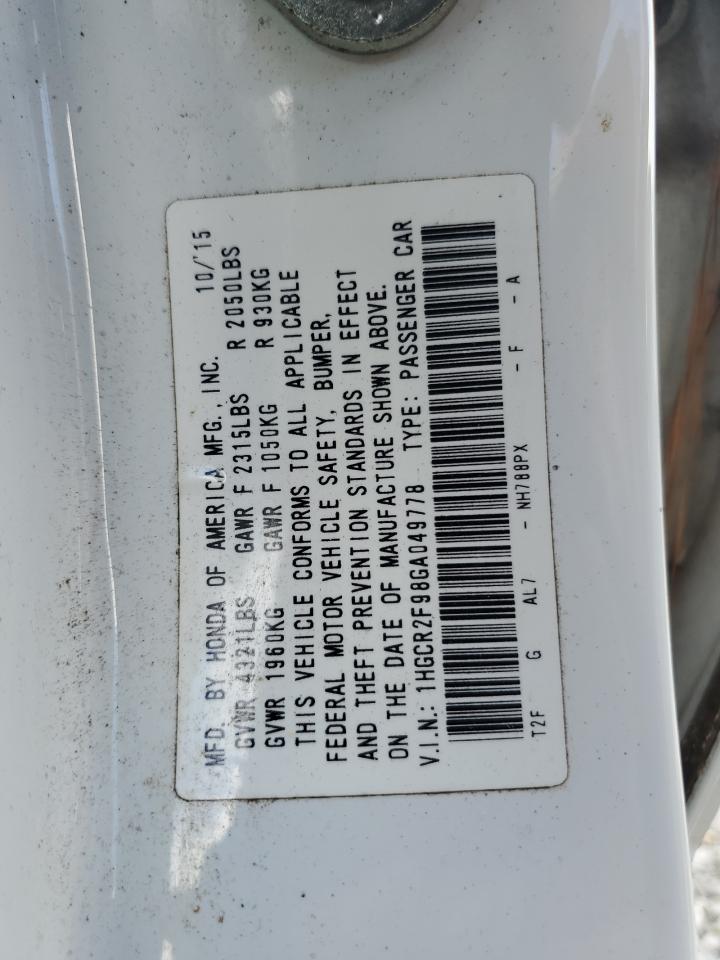 MFD. BY HONDA OF AMERICA MFG., INC. 10/'15
GVWR 4321LBS GAWR F 2315LBS R 2050LBS
GVWR 1960KG GAWR F 1050KG R 930KG
THIS VEHICLE CONFORMS TO ALL APPLICABLE
FEDERAL MOTOR VEHICLE SAFETY, BUMPER,
AND THEFT PREVENTION STANDARDS IN EFFECT
ON THE DATE OF MANUFACTURE SHOWN ABOVE.
V.I.N.: 1HGCR2F98GA049778 TYPE: PASSENGER CAR
T2F G AL7 - NH788PX - F - A